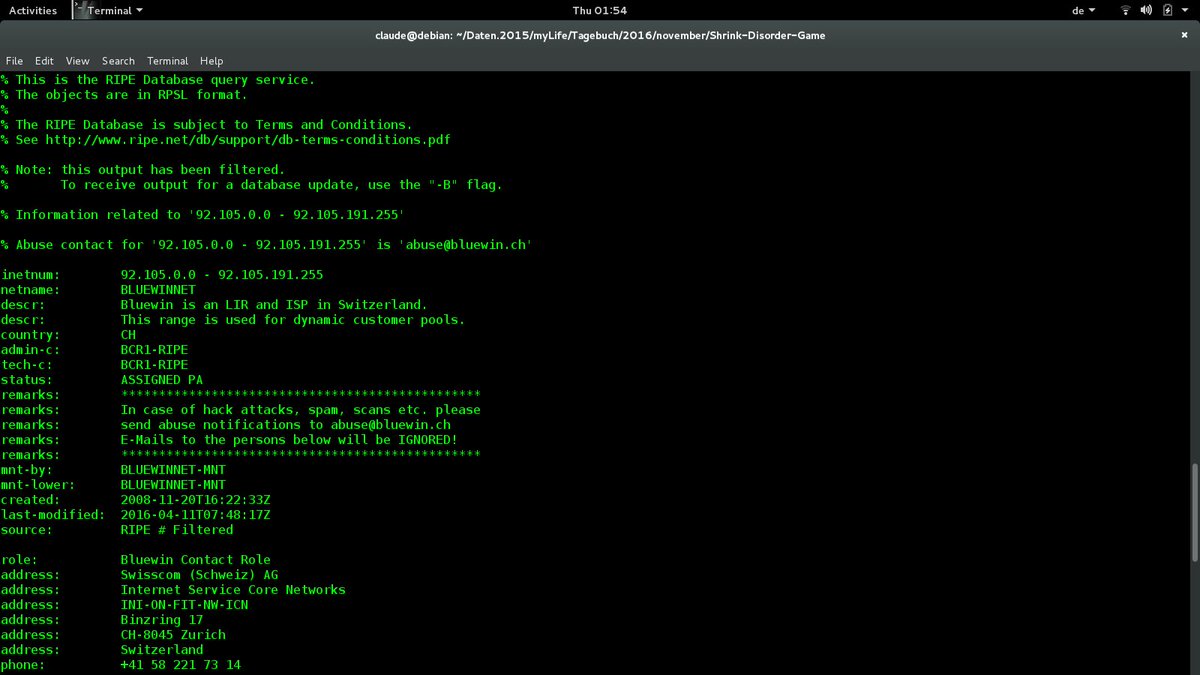 Activities Terminal Thu 01:54 de
claude@debian: ~/Daten.2015/myLife/Tagebuch/2016/november/Shrink-Disorder-Game ×
File Edit View Search Terminal Help
% This is the RIPE Database query service.
% The objects are in RPSL format.
%
% The RIPE Database is subject to Terms and Conditions.
% See http://www.ripe.net/db/support/db-terms-conditions.pdf
% Note: this output has been filtered.
%       To receive output for a database update, use the "-B" flag.
% Information related to '92.105.0.0 - 92.105.191.255'
% Abuse contact for '92.105.0.0 - 92.105.191.255' is 'abuse@bluewin.ch'
inetnum:        92.105.0.0 - 92.105.191.255
netname:        BLUEWINNET
descr:          Bluewin is an LIR and ISP in Switzerland.
descr:          This range is used for dynamic customer pools.
country:        CH
admin-c:        BCR1-RIPE
tech-c:         BCR1-RIPE
status:         ASSIGNED PA
remarks:        ************************************************
remarks:        In case of hack attacks, spam, scans etc. please
remarks:        send abuse notifications to abuse@bluewin.ch
remarks:        E-Mails to the persons below will be IGNORED!
remarks:        ************************************************
mnt-by:         BLUEWINNET-MNT
mnt-lower:      BLUEWINNET-MNT
created:        2008-11-20T16:22:33Z
last-modified:  2016-04-11T07:48:17Z
source:         RIPE # Filtered
role:           Bluewin Contact Role
address:        Swisscom (Schweiz) AG
address:        Internet Service Core Networks
address:        INI-ON-FIT-NW-ICN
address:        Binzring 17
address:        CH-8045 Zurich
address:        Switzerland
phone:          +41 58 221 73 14